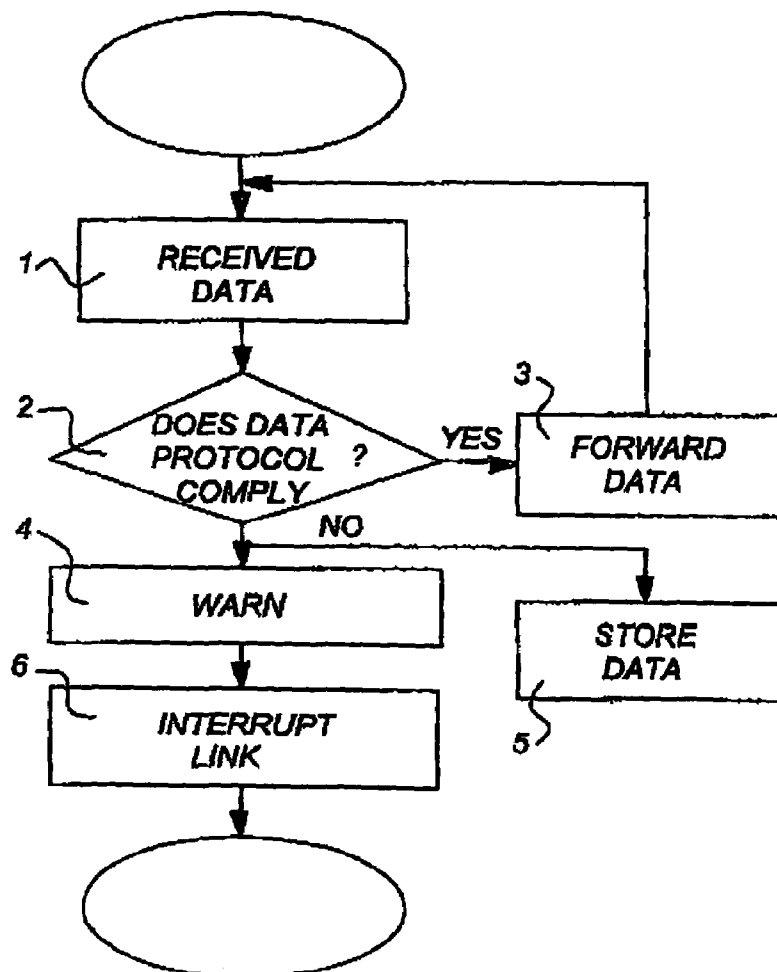 1
RECEIVED
DATA
2
DOES DATA
PROTOCOL ?
COMPLY
YES
3
FORWARD
DATA
NO
4
WARN
STORE
DATA
5
6
INTERRUPT
LINK